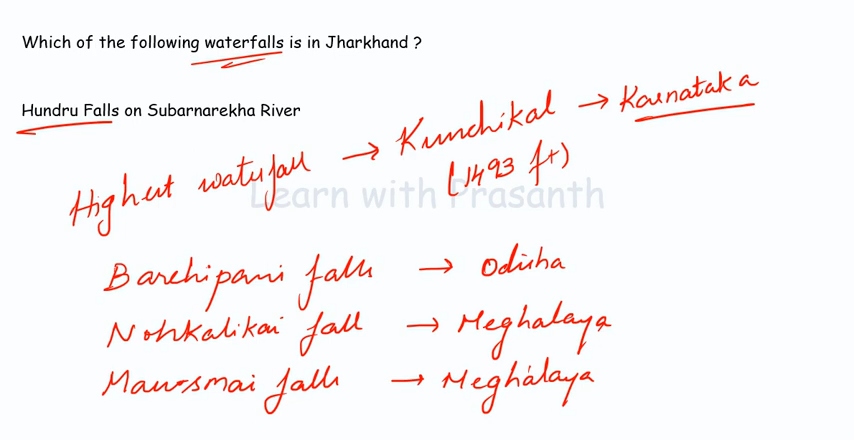 Which of the following waterfalls is in Jharkhand ?
Hundru Falls on Subarnarekha River
Highest waterfall → Kunchikal → Karnataka
(1493 ft)
Learn with Prasanth
Barehipani falls → Odisha
Nohkalikai fall → Meghalaya
Mawsmai falls → Meghalaya